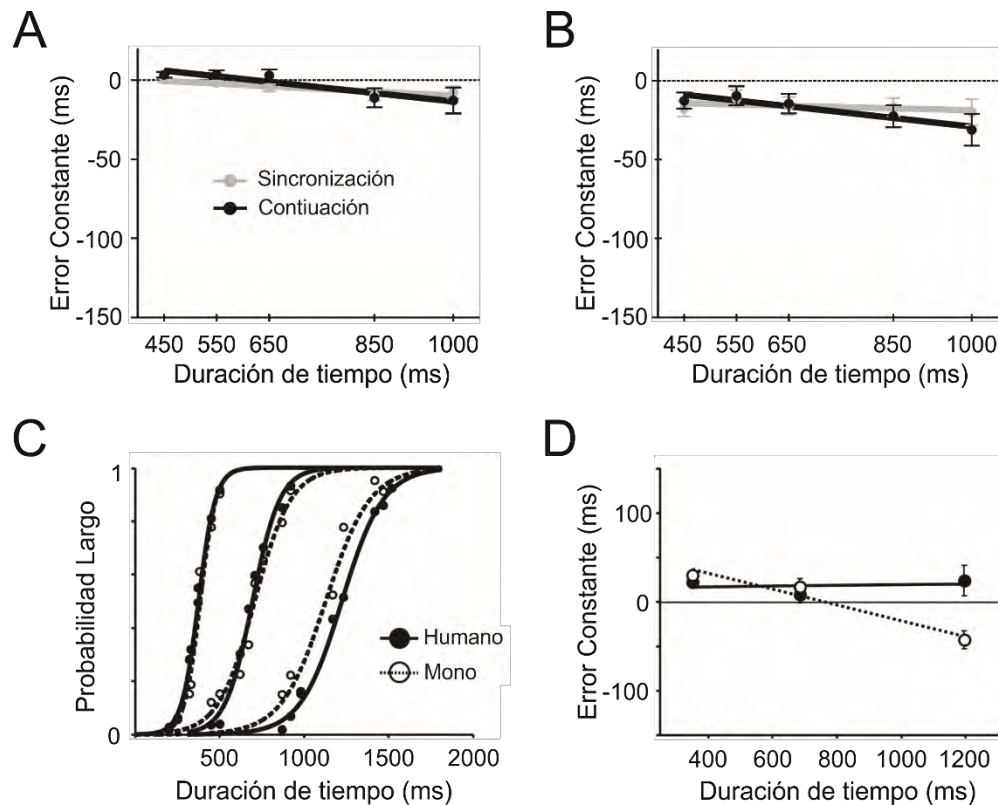 A
Error Constante (ms)
0
-50
-100
-150
Sincronización
Contiuación
450 550 650 850 1000
Duración de tiempo (ms)
B
Error Constante (ms)
0
-50
-100
-150
450 550 650 850 1000
Duración de tiempo (ms)
C
Probabilidad Largo
1
0
Humano
Mono
500 1000 1500 2000
Duración de tiempo (ms)
D
Error Constante (ms)
100
0
-100
400 600 800 1000 1200
Duración de tiempo (ms)